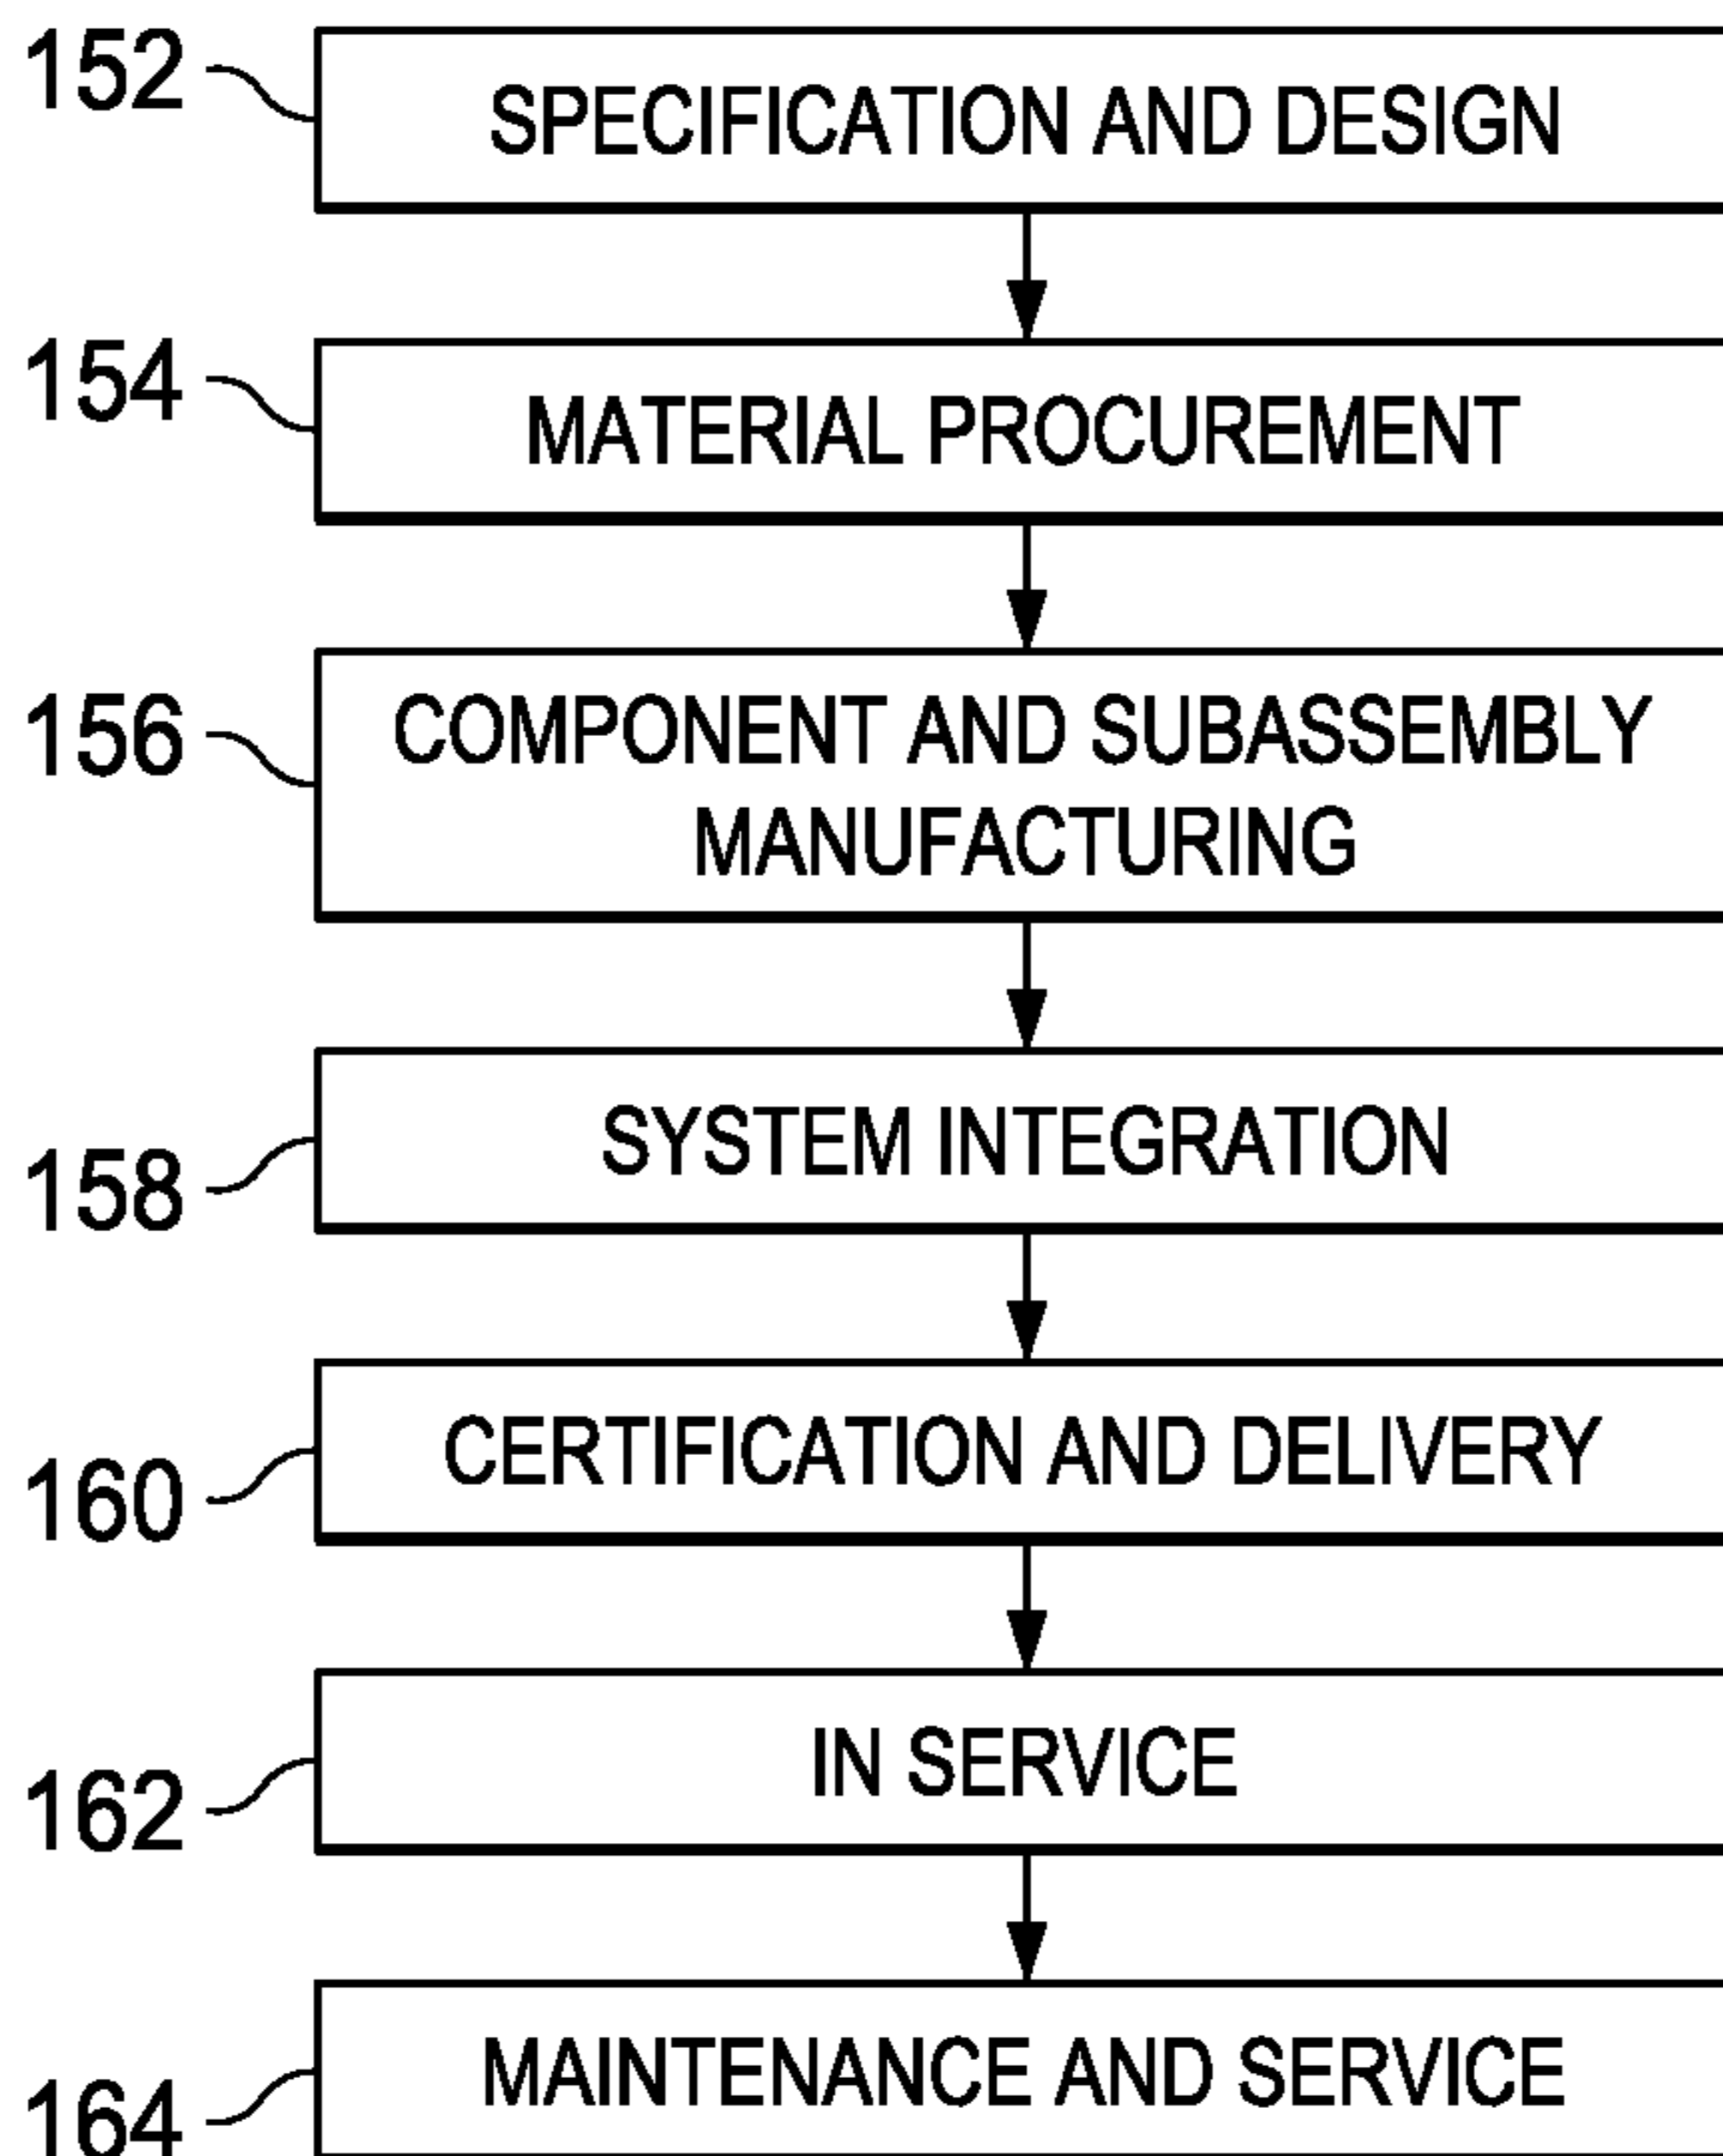 152
SPECIFICATION AND DESIGN
154
MATERIAL PROCUREMENT
156
COMPONENT AND SUBASSEMBLY
MANUFACTURING
158
SYSTEM INTEGRATION
160
CERTIFICATION AND DELIVERY
162
IN SERVICE
164
MAINTENANCE AND SERVICE